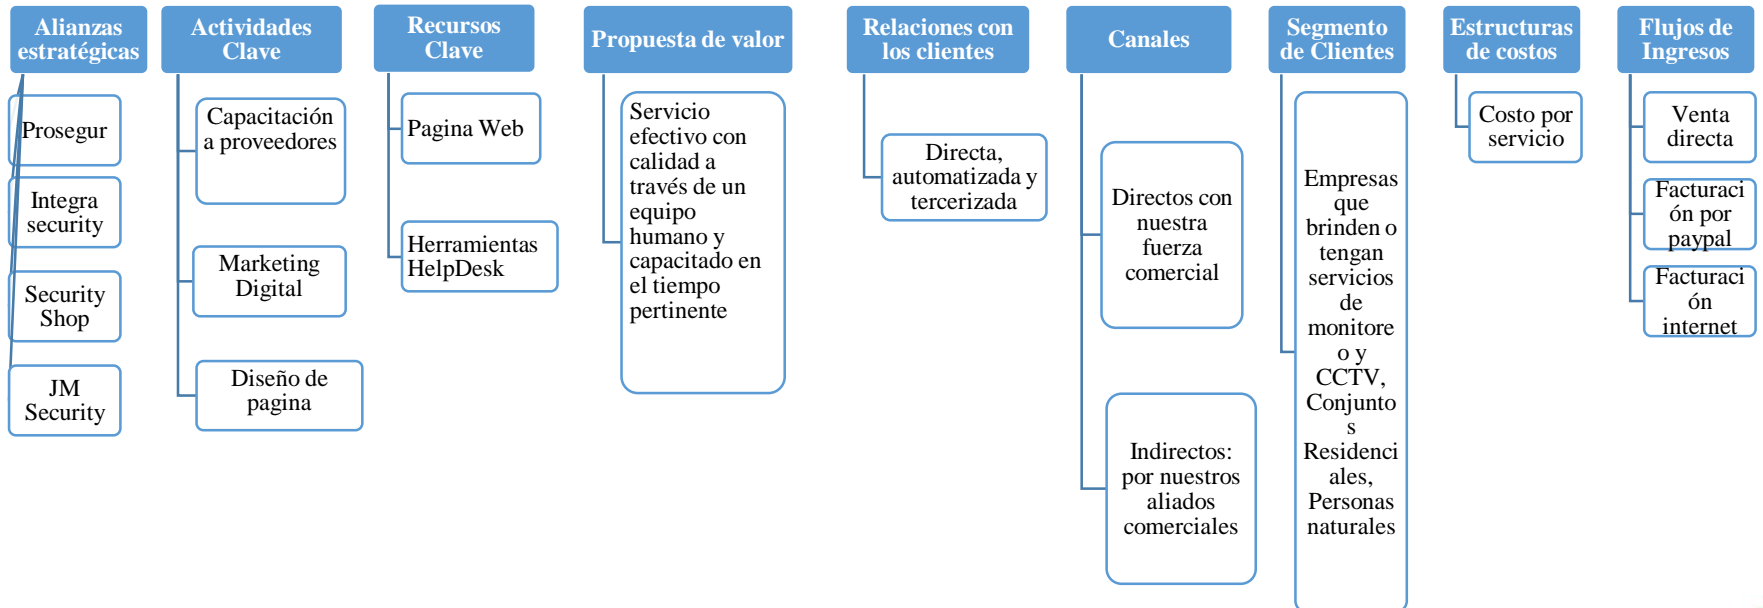 Alianzas
estratégicas
Prosegur
Integra
security
Security
Shop
JM
Security
Actividades
Clave
Capacitación
a proveedores
Marketing
Digital
Diseño de
pagina
Recursos
Clave
Pagina Web
Herramientas
HelpDesk
Propuesta de valor
Servicio
efectivo con
calidad a
través de un
equipo
humano y
capacitado en
el tiempo
pertinente
Relaciones con
los clientes
Directa,
automatizada y
tercerizada
Canales
Directos con
nuestra
fuerza
comercial
Indirectos:
por nuestros
aliados
comerciales
Segmento
de Clientes
Empresas
que
brinden o
tengan
servicios
de
monitore
o y
CCTV,
Conjunto
s
Residenci
ales,
Personas
naturales
Estructuras
de costos
Costo por
servicio
Flujos de
Ingresos
Venta
directa
Facturaci
ón por
paypal
Facturaci
ón
internet